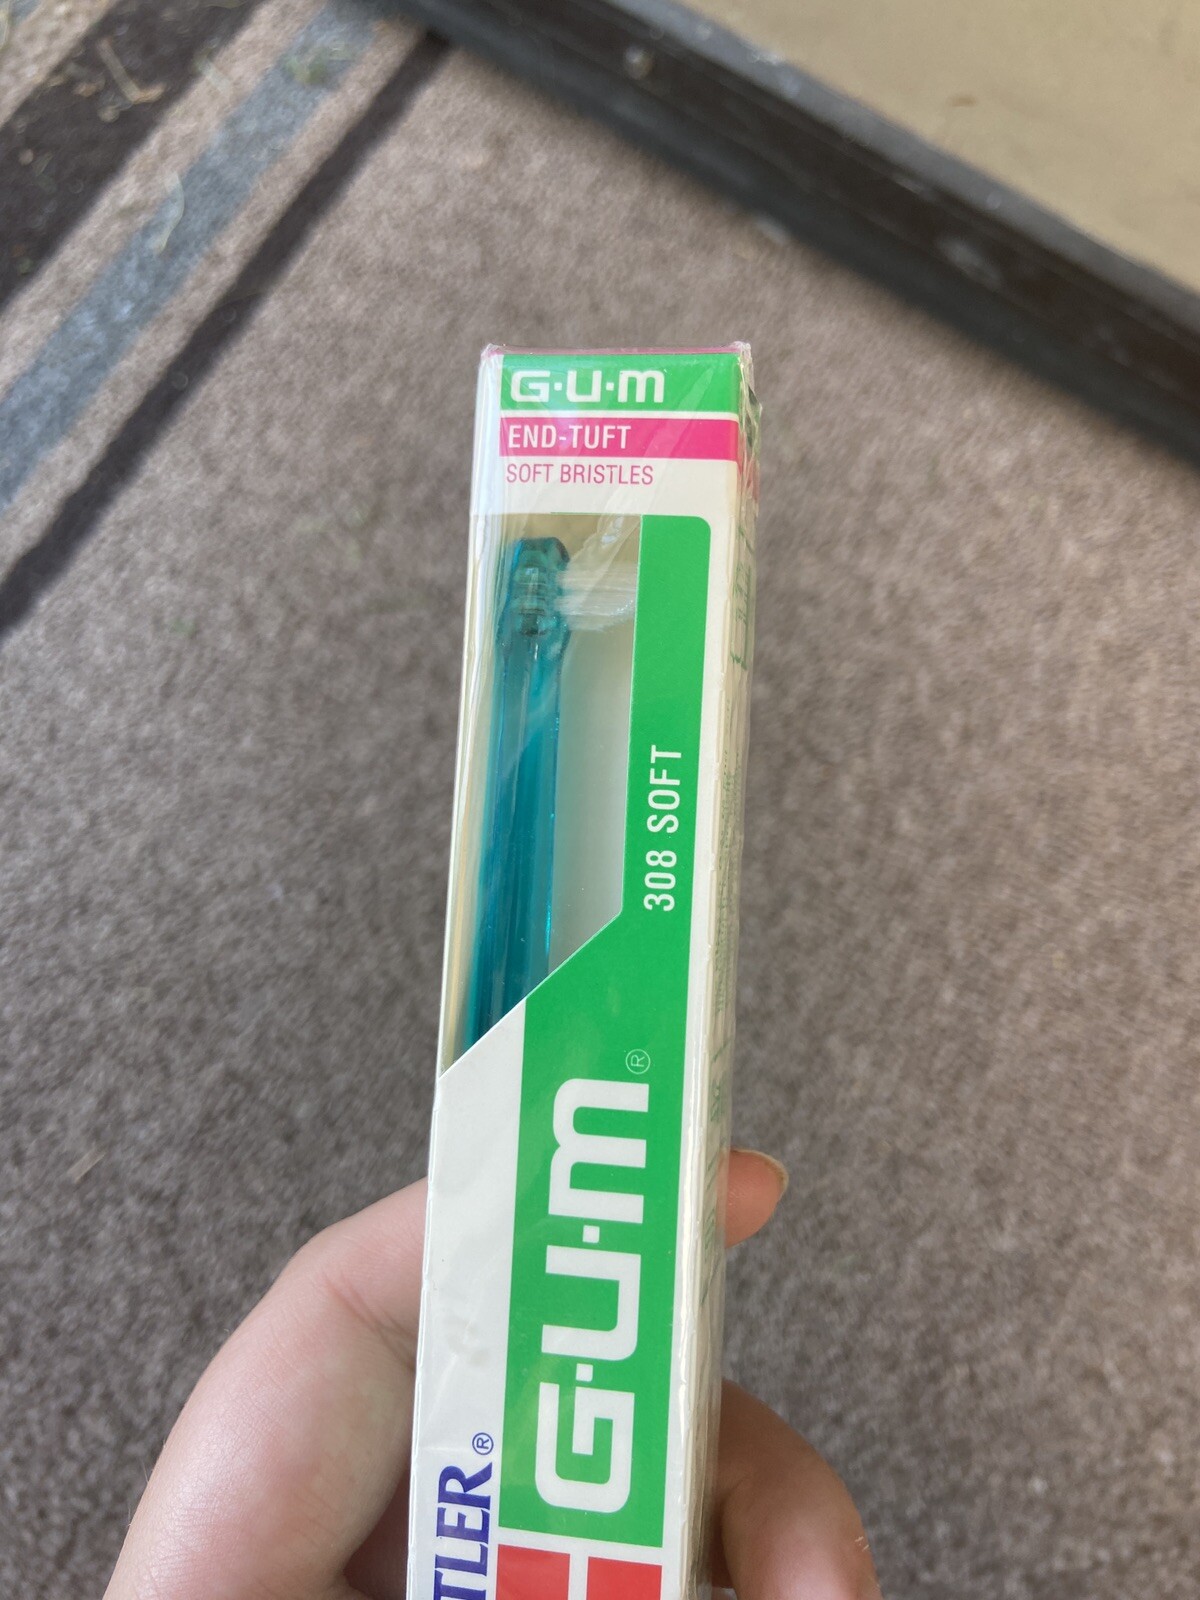 G·U·M
END-TUFT
SOFT BRISTLES
308 SOFT
G·U·M®
TLER®